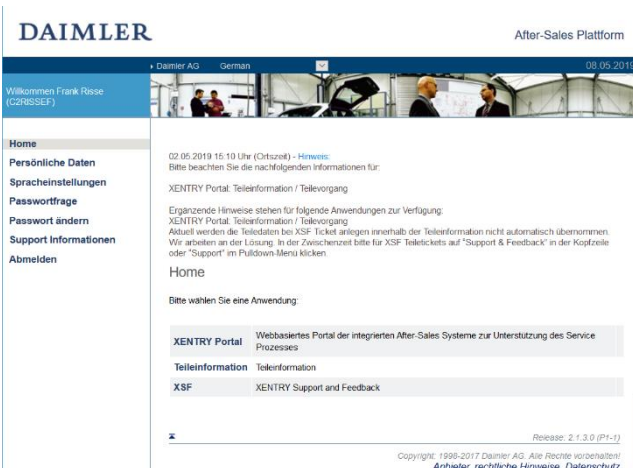 DAIMLER
After-Sales Plattform
Daimler AG German
08.05.2019
Willkommen Frank Risse
(C2RISSEF)
Home
Persönliche Daten
Spracheinstellungen
Passwortfrage
Passwort ändern
Support Informationen
Abmelden
02.05.2019 15:10 Uhr (Ortszeit) - Hinweis:
Bitte beachten Sie die nachfolgenden Informationen für:
XENTRY Portal: Teileinformation / Teilevorgang
Ergänzende Hinweise stehen für folgende Anwendungen zur Verfügung:
XENTRY Portal: Teileinformation / Teilevorgang
Aktuell werden die Teiledaten bei XSF Ticket anlegen innerhalb der Teileinformation nicht automatisch übernommen.
Wir arbeiten an der Lösung. In der Zwischenzeit bitte für XSF Teiletickets auf "Support & Feedback" in der Kopfzeile
oder "Support" im Pulldown-Menü klicken.
Home
Bitte wählen Sie eine Anwendung:
XENTRY Portal Webbasiertes Portal der integrierten After-Sales Systeme zur Unterstützung des Service
Prozesses
Teileinformation Teileinformation
XSF XENTRY Support and Feedback
Release: 2.1.3.0 (P1-1)
Copyright: 1998-2017 Daimler AG. Alle Rechte vorbehalten!
Anbieter, rechtliche Hinweise, Datenschutz